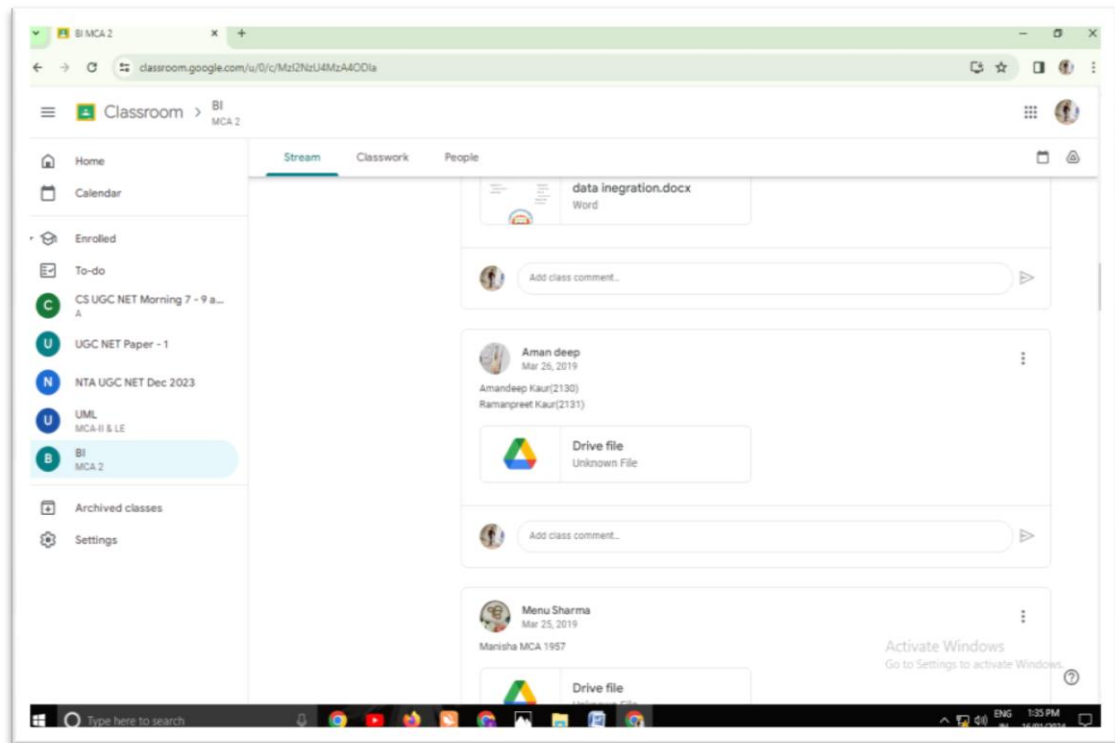 BI MCA 2
classroom.google.com/u/0/c/MzI2NzU4MzA4ODla
Classroom > BI
MCA 2
Home
Calendar
Enrolled
To-do
C
CS UGC NET Morning 7 - 9 a...
A
U
UGC NET Paper - 1
N
NTA UGC NET Dec 2023
U
UML
MCA-II & LE
B
BI
MCA 2
Archived classes
Settings
Stream Classwork People
data inegration.docx
Word
Add class comment...
Aman deep
Mar 26, 2019
Amandeep Kaur(2130)
Ramanpreet Kaur(2131)
Drive file
Unknown File
Add class comment...
Menu Sharma
Mar 25, 2019
Manisha MCA 1957
Drive file
Activate Windows
Go to Settings to activate Windows.
Type here to search
ENG 1:35 PM